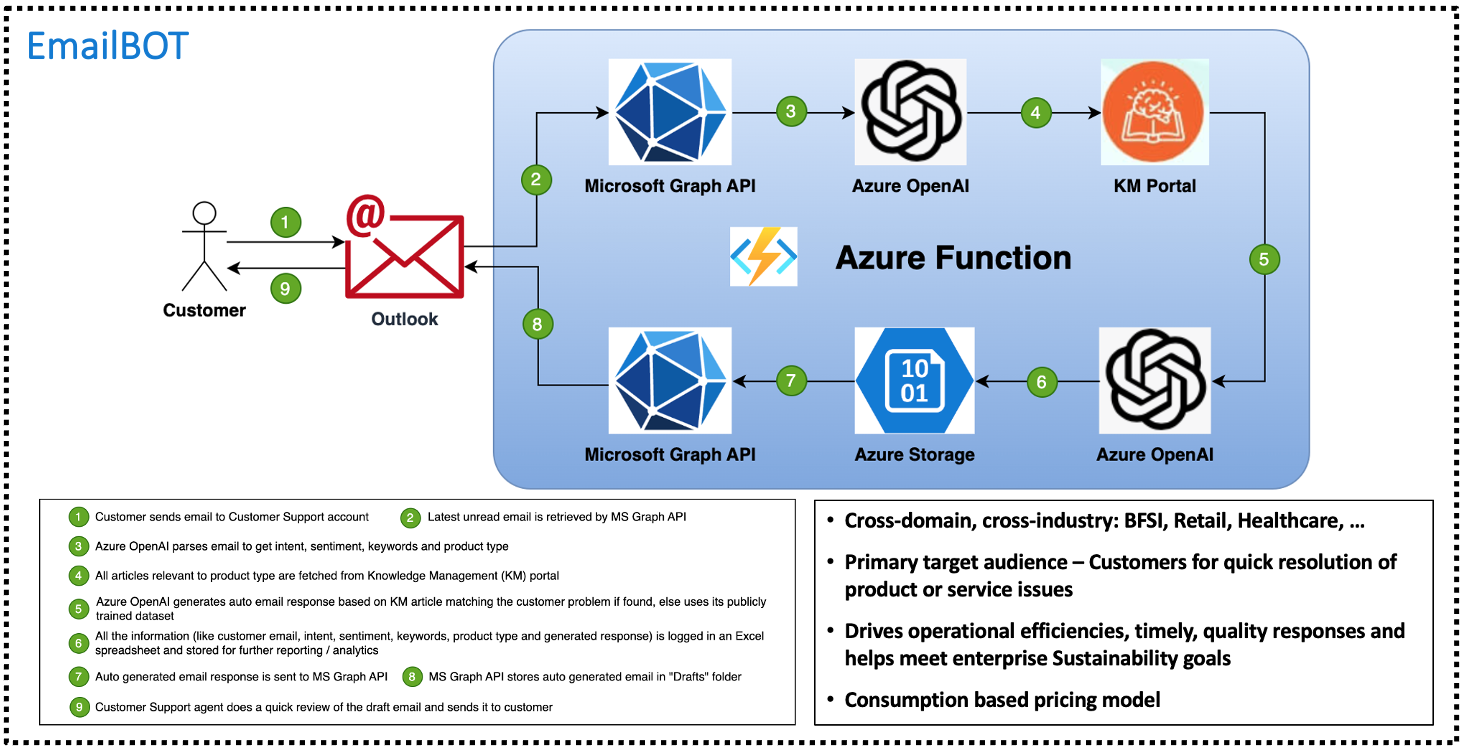 EmailBOT
3
4
Microsoft Graph API
Azure OpenAI
KM Portal
2
1
@
Azure Function
5
9
Customer
Outlook
8
7
10
01
6
Microsoft Graph API
Azure Storage
Azure OpenAI
1 Customer sends email to Customer Support account
2 Latest unread email is retrieved by MS Graph API
3 Azure OpenAI parses email to get intent, sentiment, keywords and product type
4 All articles relevant to product type are fetched from Knowledge Management (KM) portal
5 Azure OpenAI generates auto email response based on KM article matching the customer problem if found, else uses its publicly
trained dataset
6 All the information (like customer email, intent, sentiment, keywords, product type and generated response) is logged in an Excel
spreadsheet and stored for further reporting / analytics
7 Auto generated email response is sent to MS Graph API
8 MS Graph API stores auto generated email in "Drafts" folder
9 Customer Support agent does a quick review of the draft email and sends it to customer
• Cross-domain, cross-industry: BFSI, Retail, Healthcare, ...
• Primary target audience – Customers for quick resolution of
product or service issues
• Drives operational efficiencies, timely, quality responses and
helps meet enterprise Sustainability goals
• Consumption based pricing model